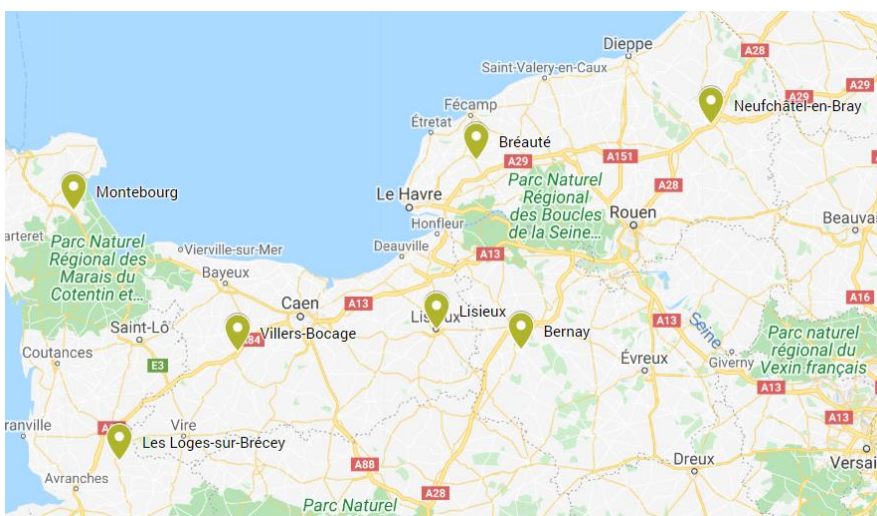 Dieppe
A28
Saint-Valery-en-Caux
A29
A29
Fécamp
Neufchâtel-en-Bray
Étretat
Bréauté
A29
A151
Parc Naturel
Régional
des Boucles
de la Seine...
A28
Montebourg
Le Havre
Rouen
Honfleur
Beauvai
arteret
Parc Naturel
Régional des
Marais du
Cotentin et...
Vierville-sur-Mer
Deauville
A13
Bayeux
A16
Caen
A13
Lisieux
Lisieux
Saint-Lô
Villers-Bocage
A84
Bernay
A13
Seine
Parc naturel
régional du
Vexin français
Coutances
E3
Évreux
Giverny
A13
A13
ranville
Vire
Les Loges-sur-Brécey
Versai
Avranches
A88
Dreux
A28
Parc Naturel